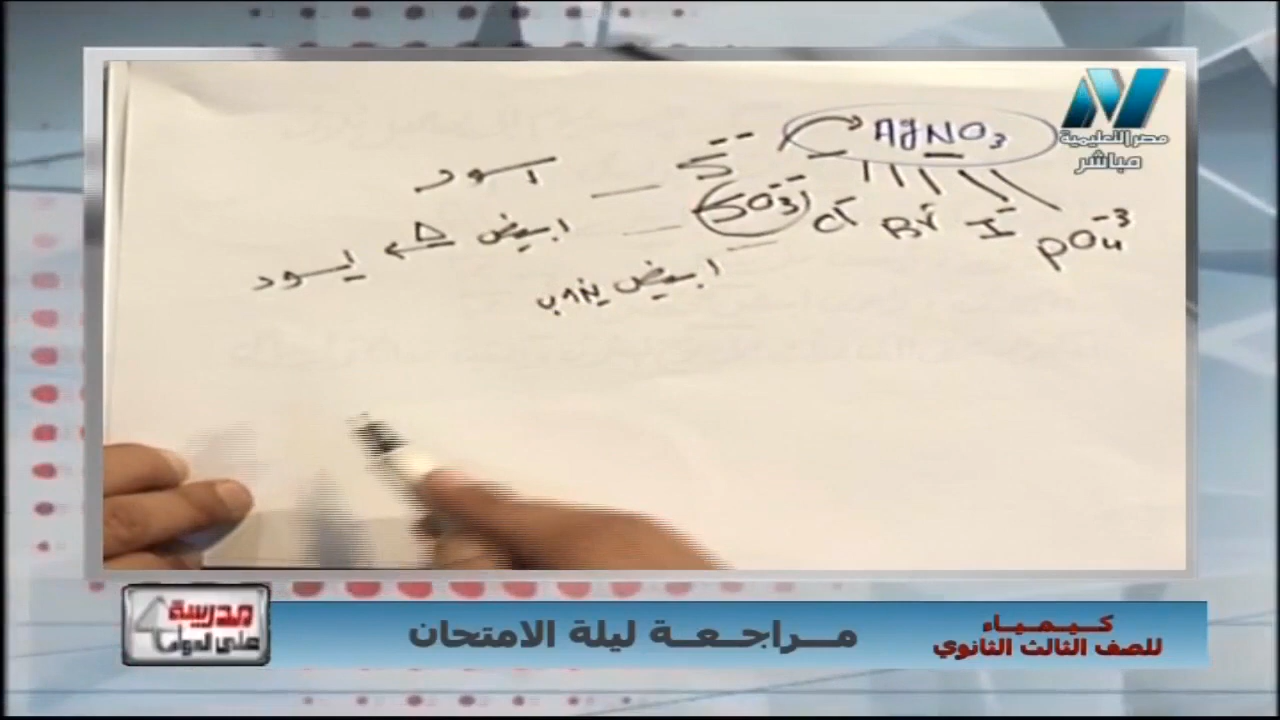 مصر التعليمية
مباشر
AgNO₃
S⁻⁻ — اسود
SO₃⁻⁻ — ابيض Δ← يسود
Cl⁻ — ابيض يذوب
Br⁻
I⁻
PO₄⁻³
مدرسة
على الهوا
مراجعة ليلة الامتحان
كيمياء
للصف الثالث الثانوي